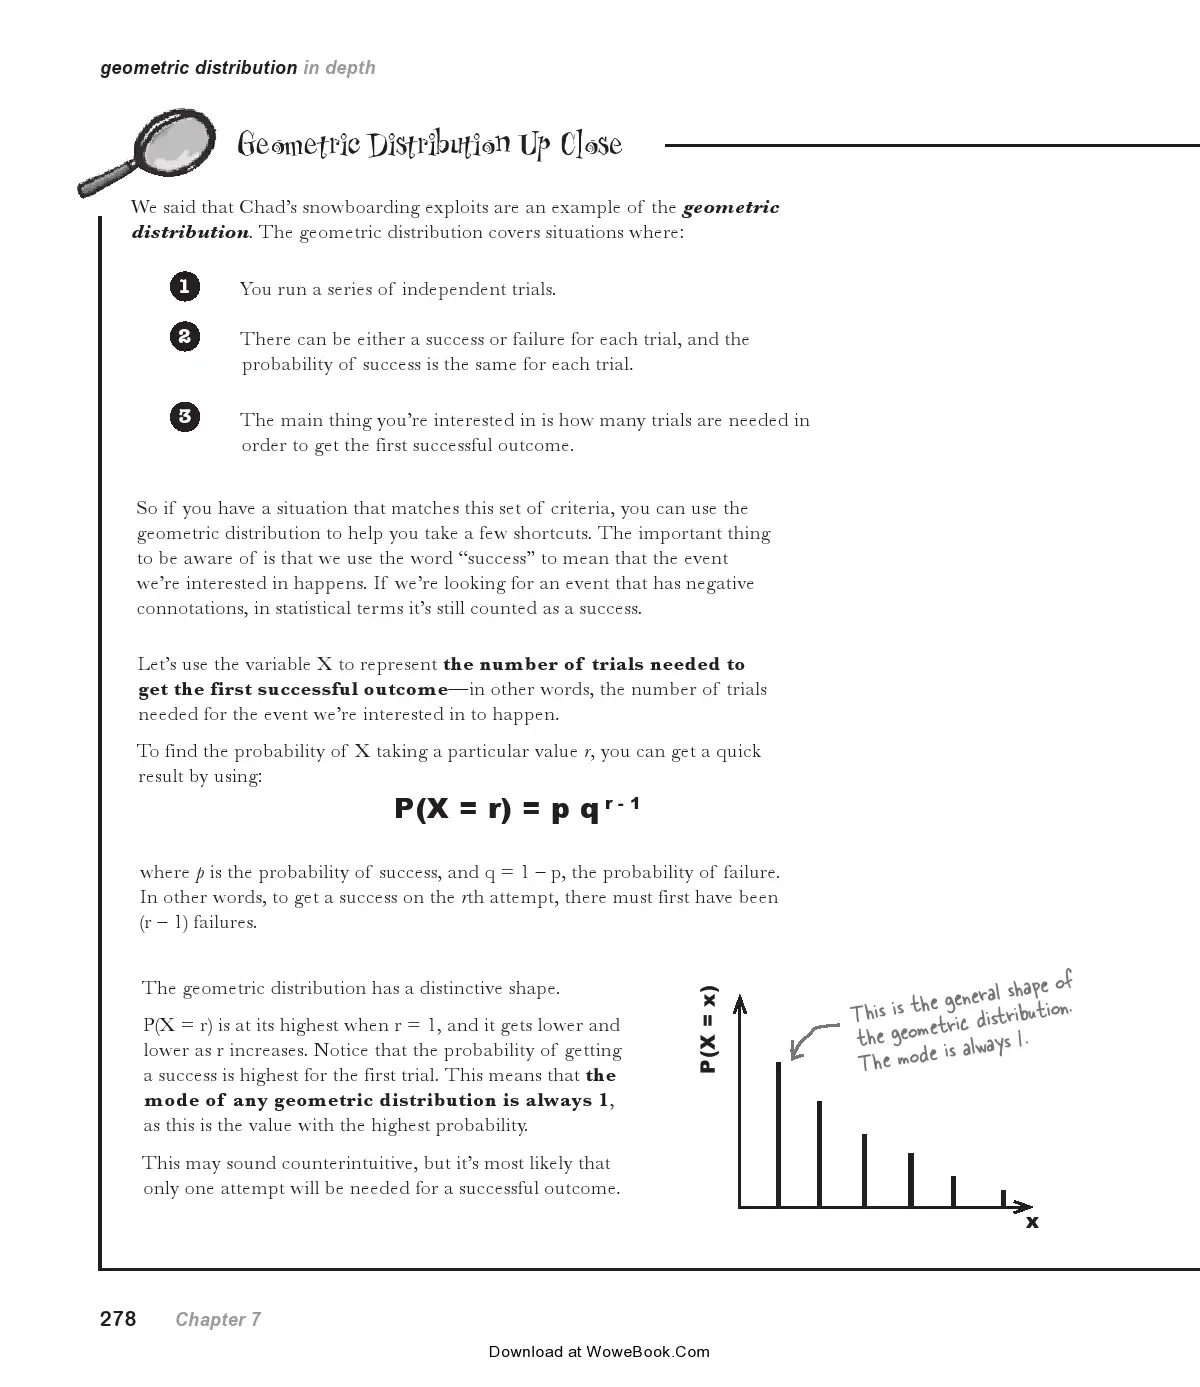 geometric distribution in depth
Geometric Distribution Up Close
We said that Chad’s snowboarding exploits are an example of the geometric
distribution. The geometric distribution covers situations where:
1 You run a series of independent trials.
2 There can be either a success or failure for each trial, and the
probability of success is the same for each trial.
3 The main thing you’re interested in is how many trials are needed in
order to get the first successful outcome.
So if you have a situation that matches this set of criteria, you can use the
geometric distribution to help you take a few shortcuts. The important thing
to be aware of is that we use the word “success” to mean that the event
we’re interested in happens. If we’re looking for an event that has negative
connotations, in statistical terms it’s still counted as a success.
Let’s use the variable X to represent the number of trials needed to
get the first successful outcome—in other words, the number of trials
needed for the event we’re interested in to happen.
To find the probability of X taking a particular value r, you can get a quick
result by using:
P(X = r) = p q r - 1
where p is the probability of success, and q = 1 – p, the probability of failure.
In other words, to get a success on the rth attempt, there must first have been
(r – 1) failures.
The geometric distribution has a distinctive shape.
P(X = r) is at its highest when r = 1, and it gets lower and
lower as r increases. Notice that the probability of getting
a success is highest for the first trial. This means that the
mode of any geometric distribution is always 1,
as this is the value with the highest probability.
This may sound counterintuitive, but it’s most likely that
only one attempt will be needed for a successful outcome.
P(X = x)
This is the general shape of
the geometric distribution.
The mode is always 1.
x
278 Chapter 7
Download at WoweBook.Com